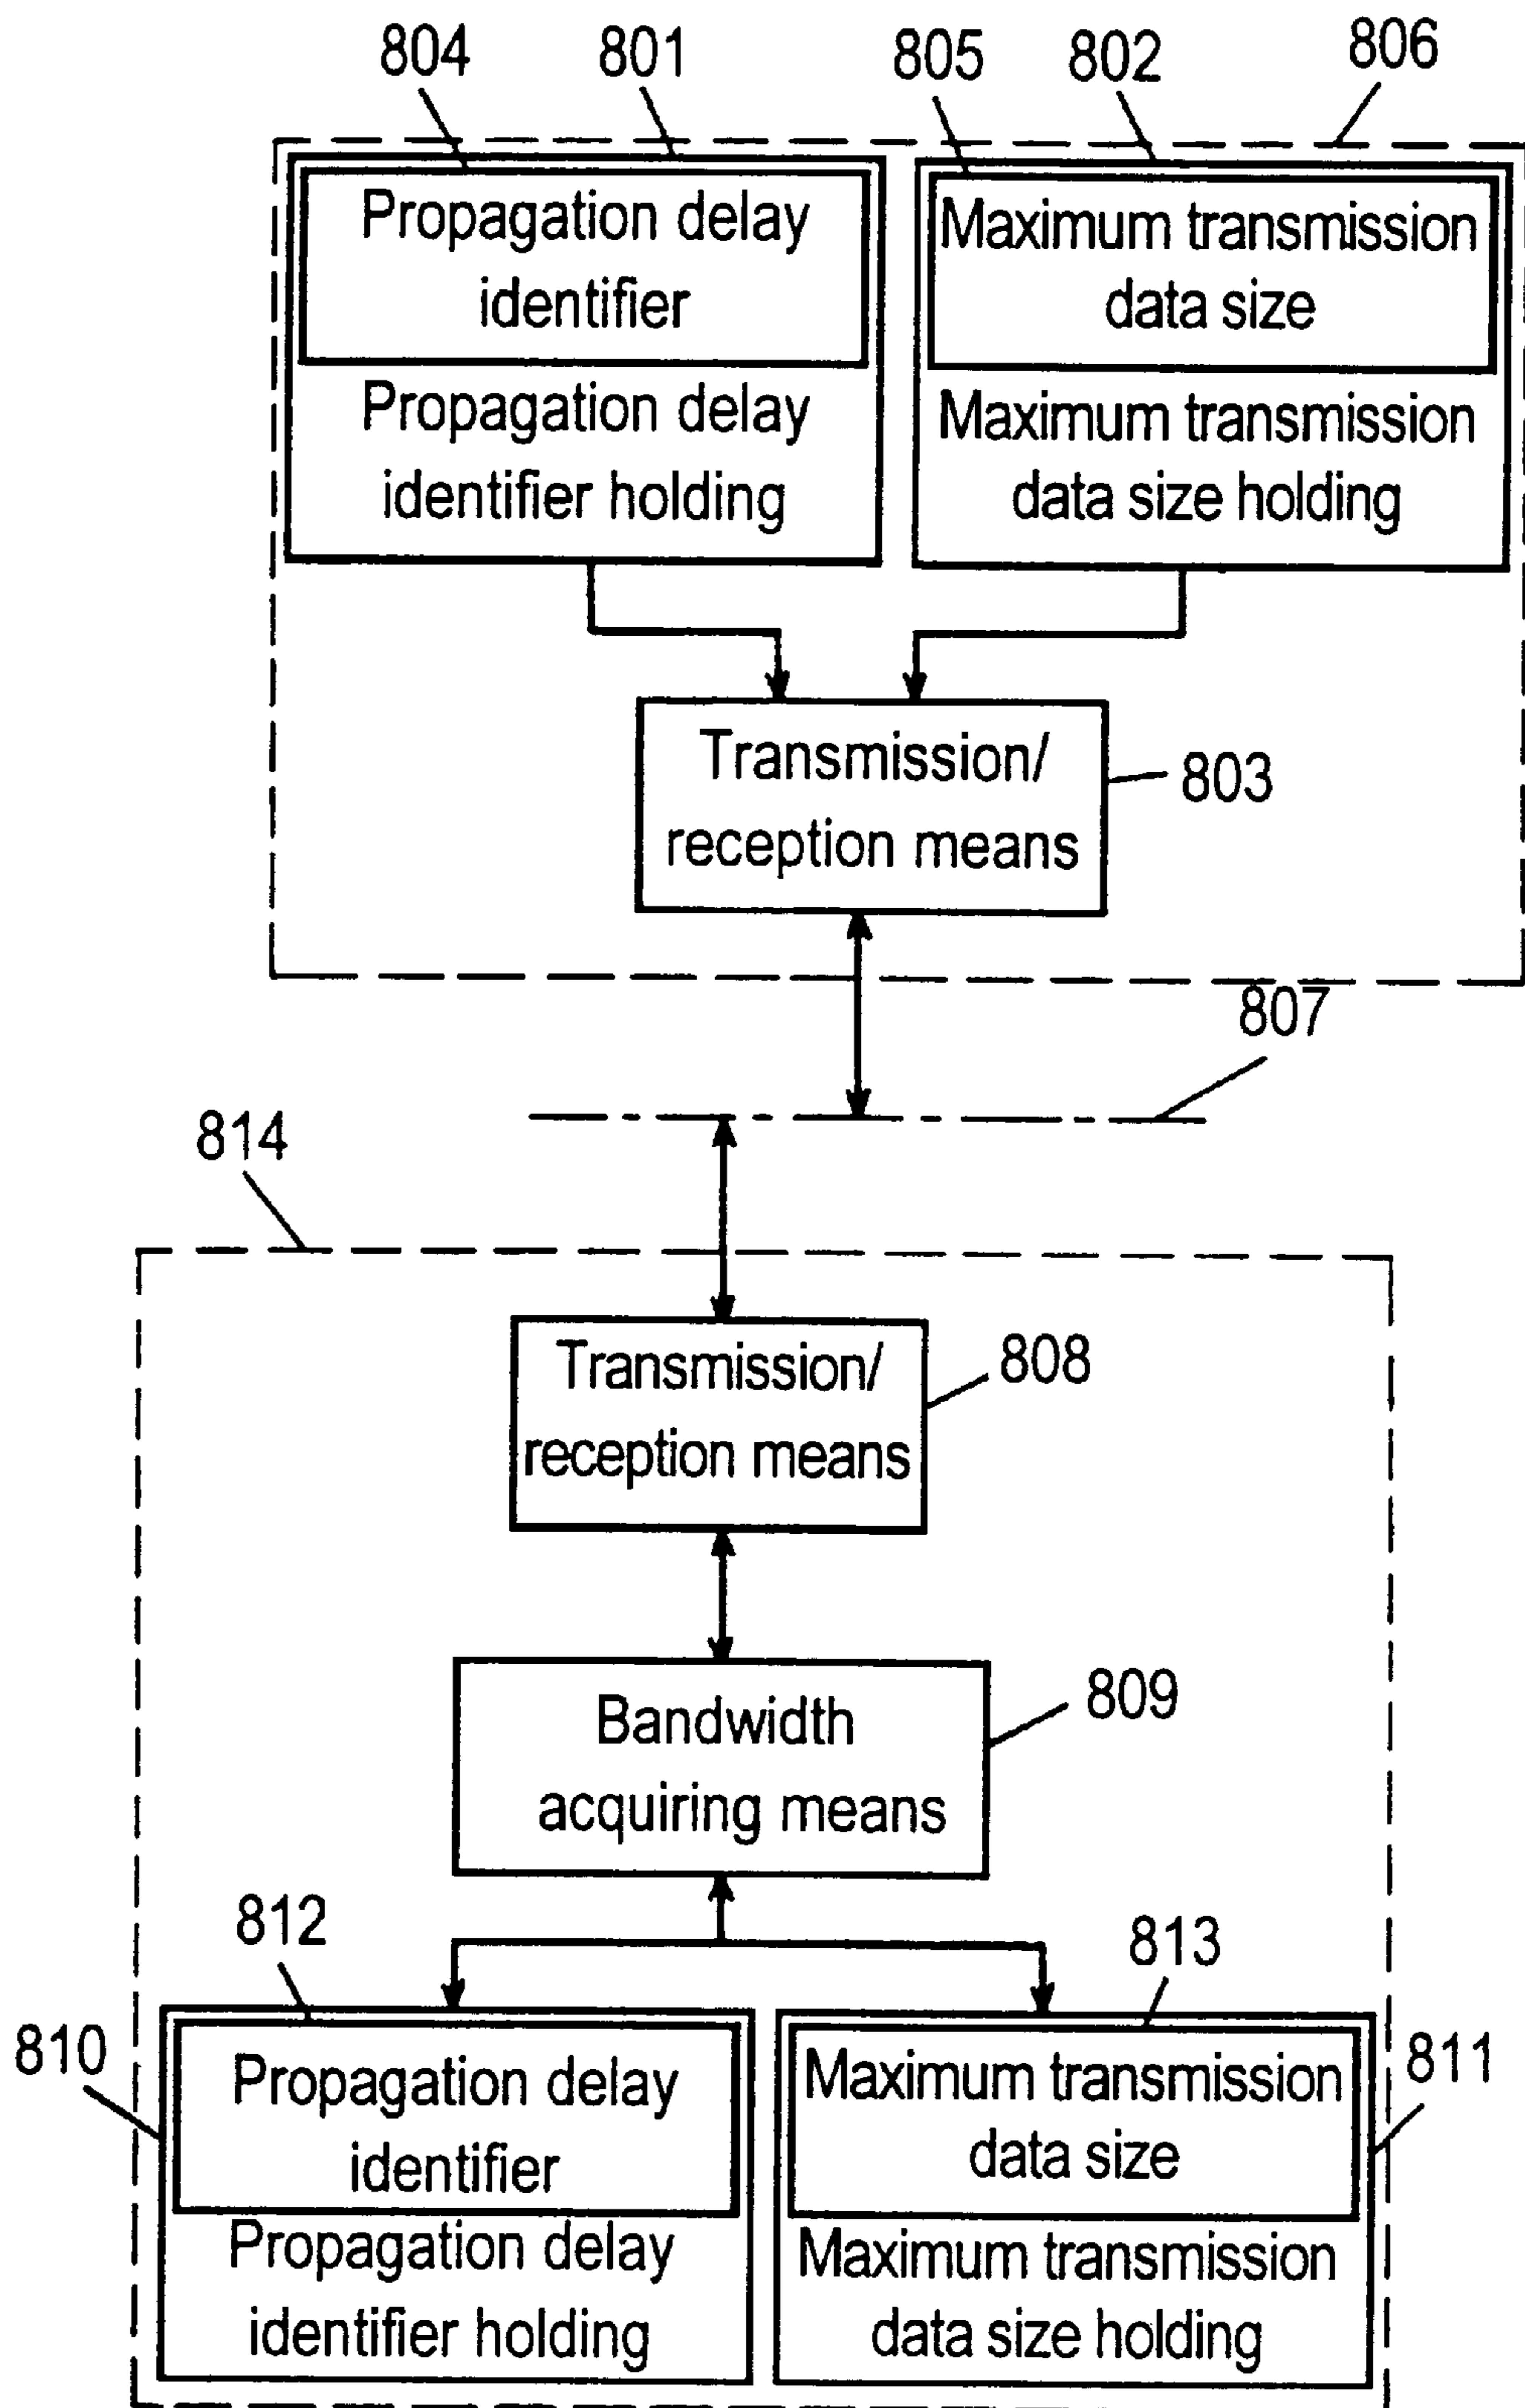 804 801 805 802 806
Propagation delay
identifier
Propagation delay
identifier holding
Maximum transmission
data size
Maximum transmission
data size holding
Transmission/
reception means
803
807
814
Transmission/
reception means
808
Bandwidth
acquiring means
809
812
813
810
811
Propagation delay
identifier
Propagation delay
identifier holding
Maximum transmission
data size
Maximum transmission
data size holding